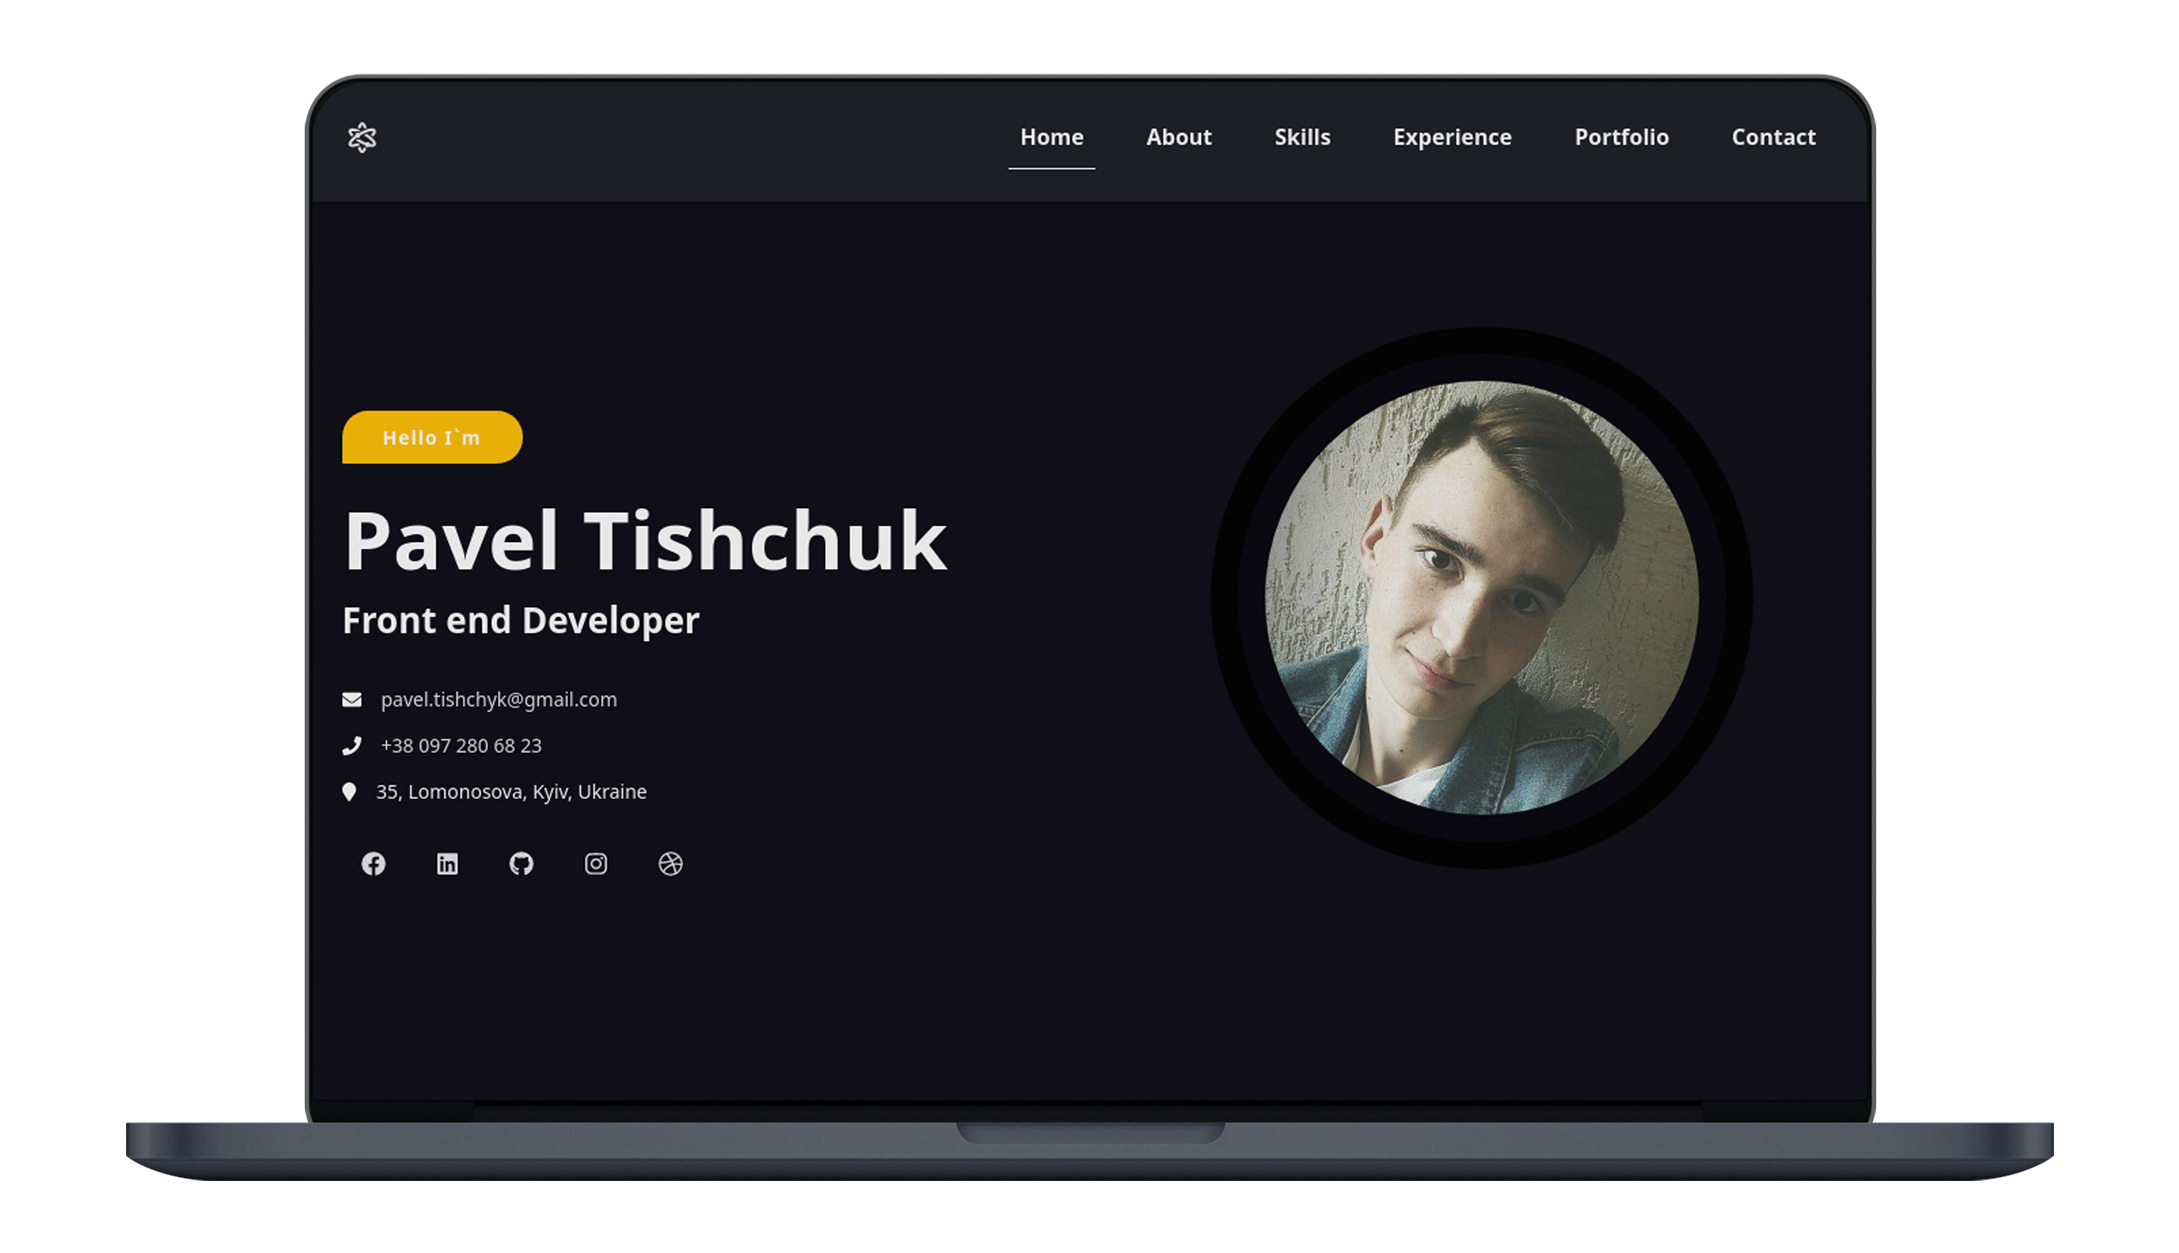 Home About Skills Experience Portfolio Contact
Hello I`m
Pavel Tishchuk
Front end Developer
pavel.tishchyk@gmail.com
+38 097 280 68 23
35, Lomonosova, Kyiv, Ukraine